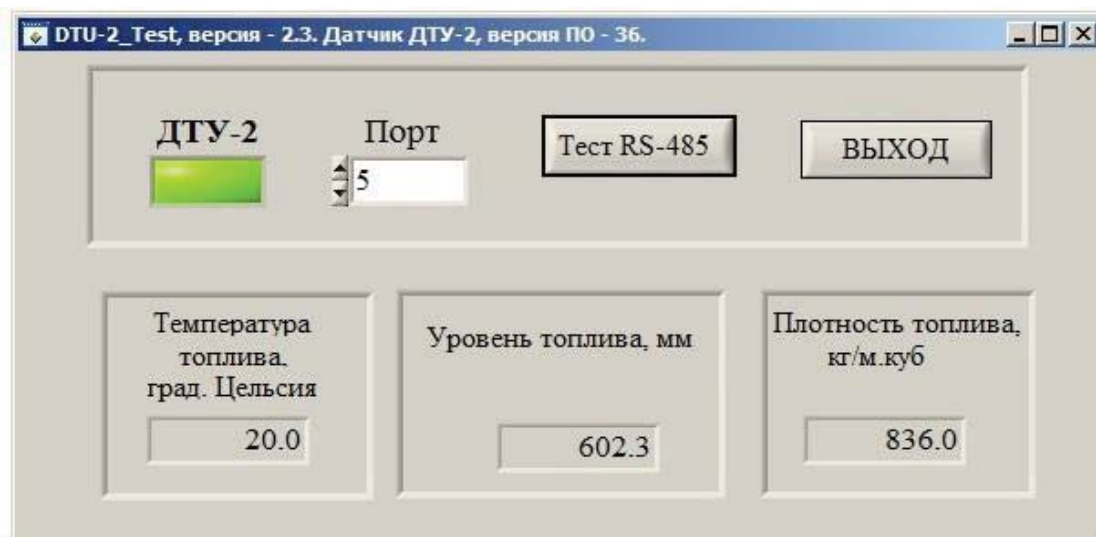 DTU-2_Test, версия - 2.3. Датчик ДТУ-2, версия ПО - 36.
ДТУ-2
Порт
5
Тест RS-485
ВЫХОД
Температура
топлива,
град. Цельсия
20.0
Уровень топлива, мм
602.3
Плотность топлива,
кг/м.куб
836.0